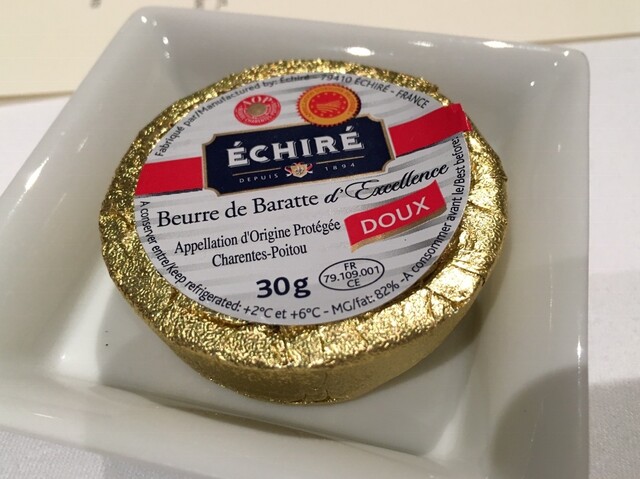 Fabriqué par/Manufactured by: Échiré - 79410 ÉCHIRÉ - FRANCE
AOP
ÉCHIRÉ
DEPUIS 1894
Beurre de Baratte d'Excellence
Appellation d'Origine Protégée
Charentes-Poitou
DOUX
30g
FR
79.109.001
CE
A conserver entre/Keep refrigerated: +2°C et +6°C - MG/fat: 82% - A consommer avant le/Best before